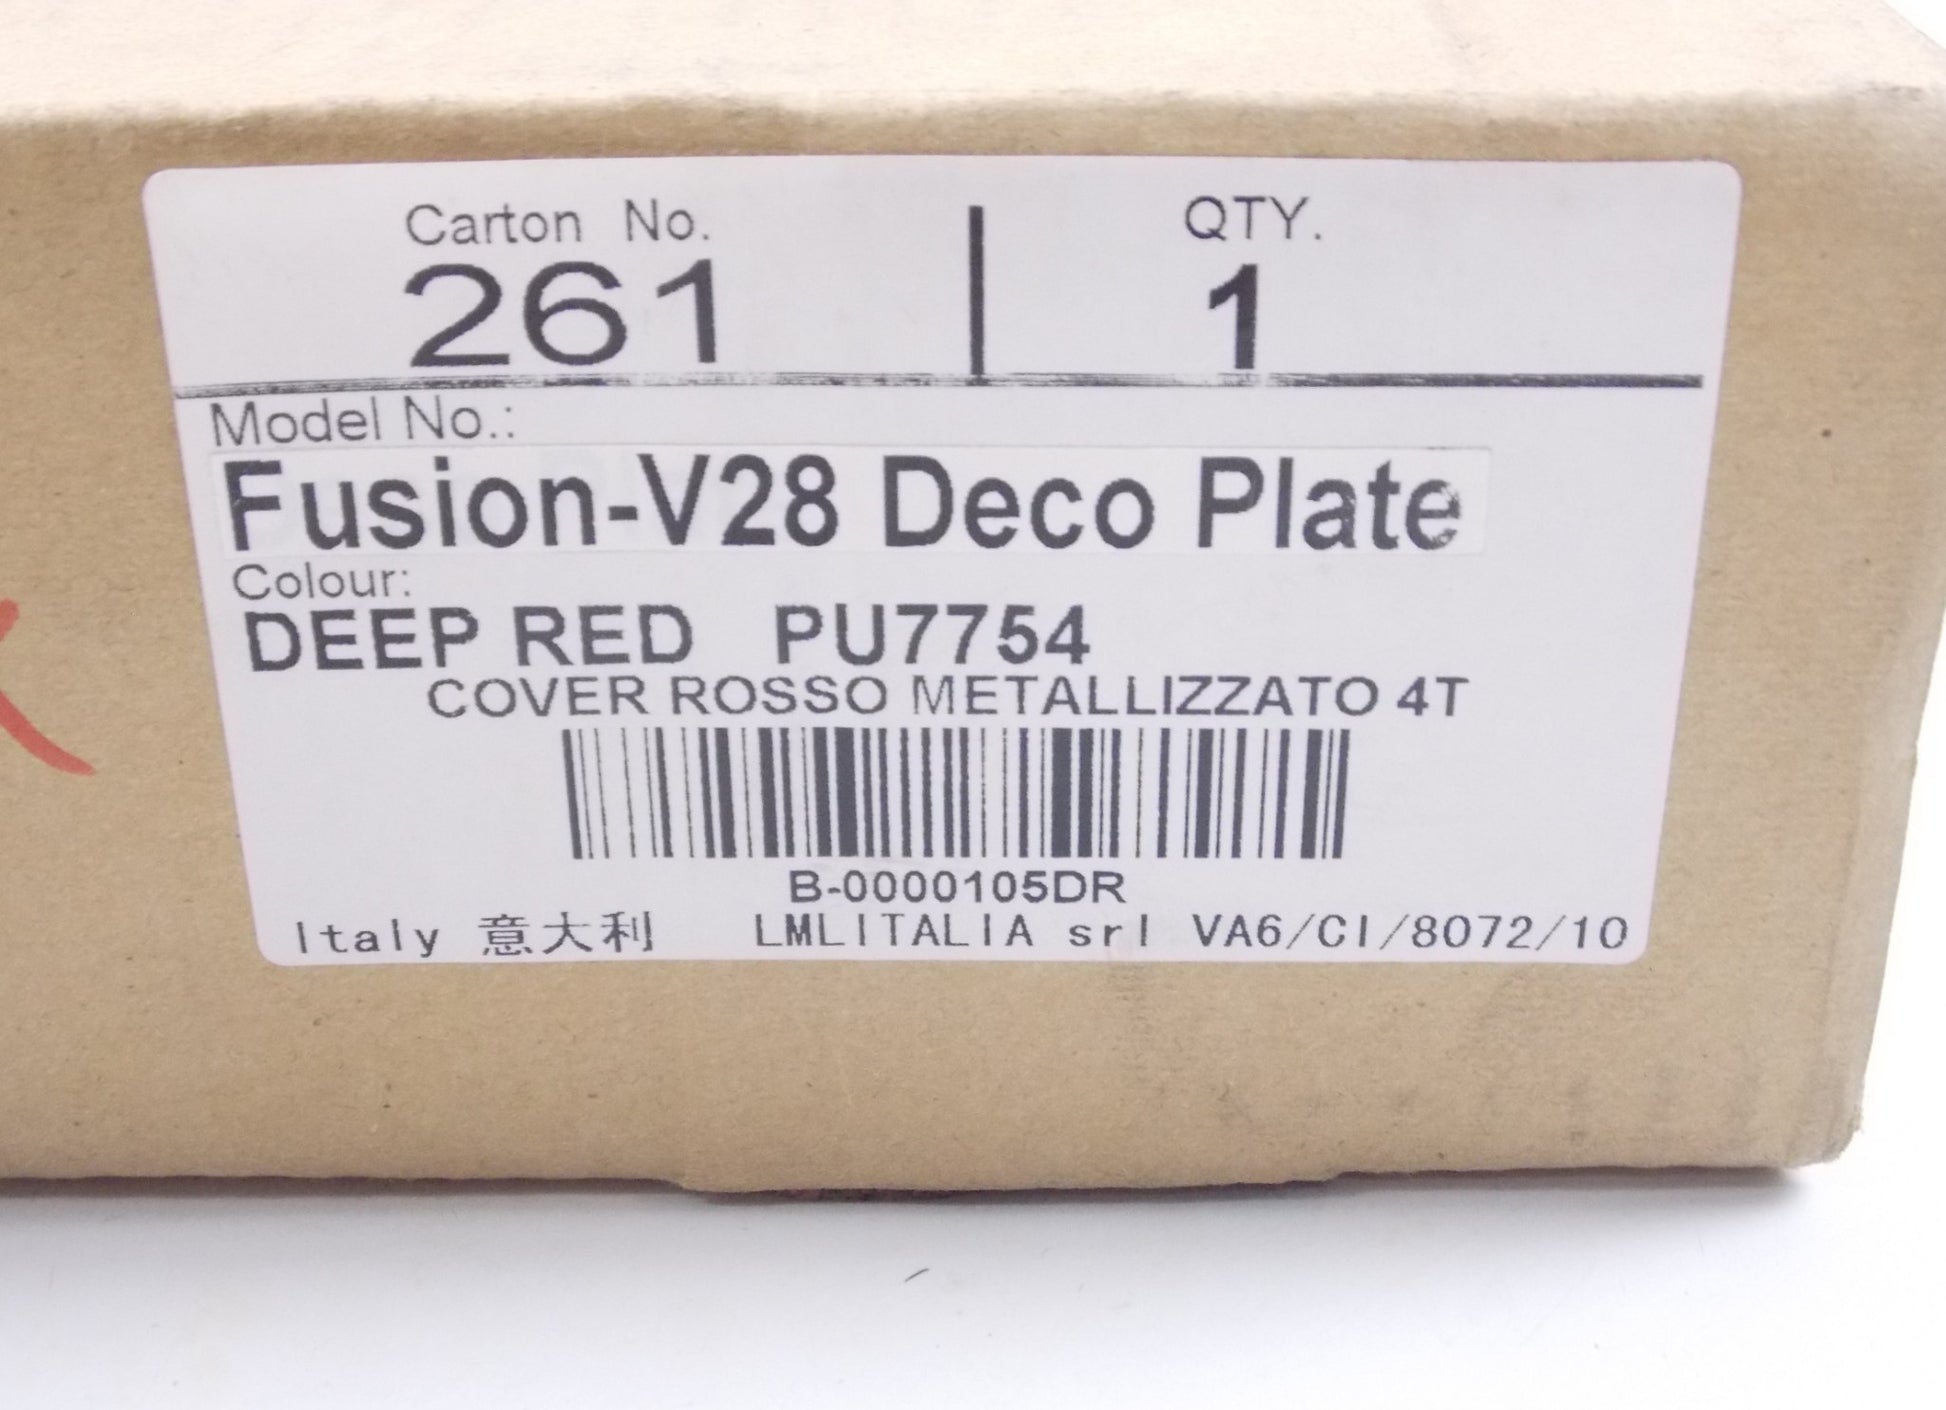 Carton No. QTY.
261 1
Model No.:
Fusion-V28 Deco Plate
Colour:
DEEP RED PU7754
COVER ROSSO METALLIZZATO 4T
B-0000105DR
Italy 意大利 LMLITALIA srl VA6/CI/8072/10